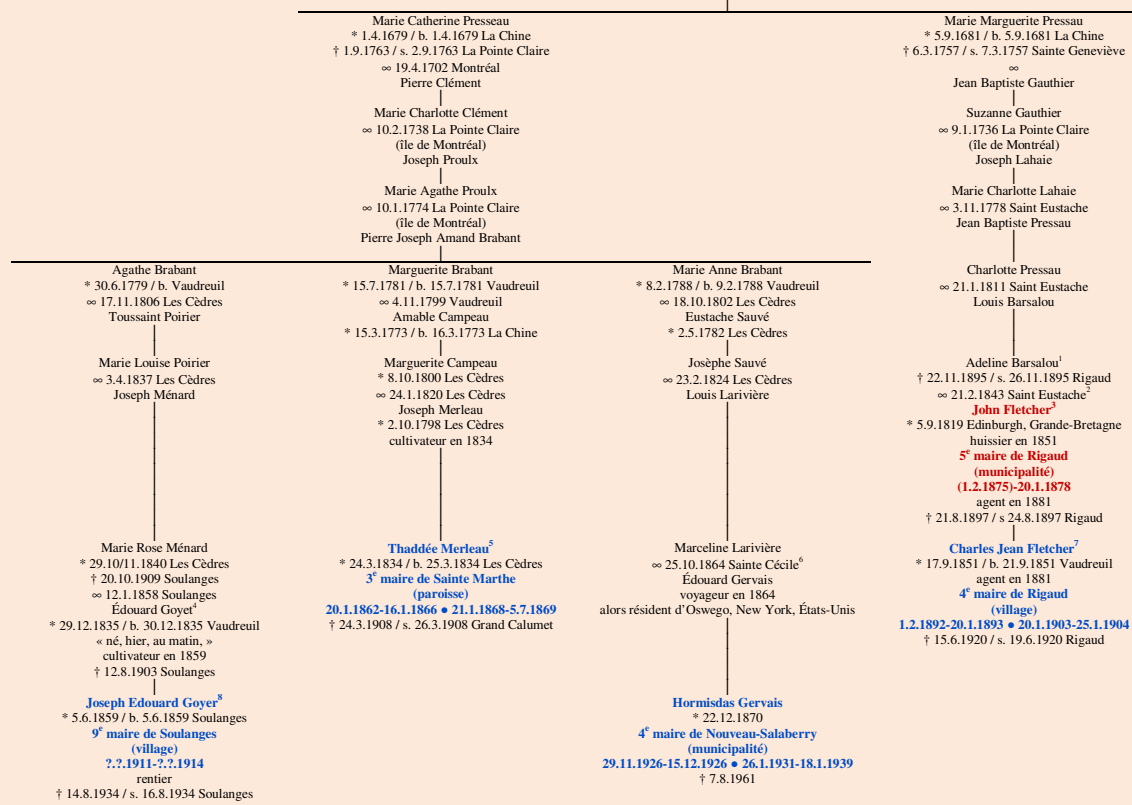 Marie Catherine Presseau
* 1.4.1679 / b. 1.4.1679 La Chine
† 1.9.1763 / s. 2.9.1763 La Pointe Claire
∞ 19.4.1702 Montréal
Pierre Clément
Marie Charlotte Clément
∞ 10.2.1738 La Pointe Claire
(île de Montréal)
Joseph Proulx
Marie Agathe Proulx
∞ 10.1.1774 La Pointe Claire
(île de Montréal)
Pierre Joseph Amand Brabant
Marie Marguerite Pressau
* 5.9.1681 / b. 5.9.1681 La Chine
† 6.3.1757 / s. 7.3.1757 Sainte Geneviève
∞
Jean Baptiste Gauthier
Suzanne Gauthier
∞ 9.1.1736 La Pointe Claire
(île de Montréal)
Joseph Lahaie
Marie Charlotte Lahaie
∞ 3.11.1778 Saint Eustache
Jean Baptiste Pressau
Agathe Brabant
* 30.6.1779 / b. Vaudreuil
∞ 17.11.1806 Les Cèdres
Toussaint Poirier
Marie Louise Poirier
∞ 3.4.1837 Les Cèdres
Joseph Ménard
Marie Rose Ménard
* 29.10/11.1840 Les Cèdres
† 20.10.1909 Soulanges
∞ 12.1.1858 Soulanges
Édouard Goyet⁴
* 29.12.1835 / b. 30.12.1835 Vaudreuil
« né, hier, au matin, »
cultivateur en 1859
† 12.8.1903 Soulanges
Joseph Edouard Goyer⁸
* 5.6.1859 / b. 5.6.1859 Soulanges
9ᵉ maire de Soulanges
(village)
?.?.1911-?.?.1914
rentier
† 14.8.1934 / s. 16.8.1934 Soulanges
Marguerite Brabant
* 15.7.1781 / b. 15.7.1781 Vaudreuil
∞ 4.11.1799 Vaudreuil
Amable Campeau
* 15.3.1773 / b. 16.3.1773 La Chine
Marguerite Campeau
* 8.10.1800 Les Cèdres
∞ 24.1.1820 Les Cèdres
Joseph Merleau
* 2.10.1798 Les Cèdres
cultivateur en 1834
Thaddée Merleau⁵
* 24.3.1834 / b. 25.3.1834 Les Cèdres
3ᵉ maire de Sainte Marthe
(paroisse)
20.1.1862-16.1.1866 ● 21.1.1868-5.7.1869
† 24.3.1908 / s. 26.3.1908 Grand Calumet
Marie Anne Brabant
* 8.2.1788 / b. 9.2.1788 Vaudreuil
∞ 18.10.1802 Les Cèdres
Eustache Sauvé
* 2.5.1782 Les Cèdres
Josèphe Sauvé
∞ 23.2.1824 Les Cèdres
Louis Larivière
Marceline Larivière
∞ 25.10.1864 Sainte Cécile⁶
Édouard Gervais
voyageur en 1864
alors résident d’Oswego, New York, États-Unis
Hormisdas Gervais
* 22.12.1870
4ᵉ maire de Nouveau-Salaberry
(municipalité)
29.11.1926-15.12.1926 ● 26.1.1931-18.1.1939
† 7.8.1961
Charlotte Pressau
∞ 21.1.1811 Saint Eustache
Louis Barsalou
Adeline Barsalou¹
† 22.11.1895 / s. 26.11.1895 Rigaud
∞ 21.2.1843 Saint Eustache²
John Fletcher³
* 5.9.1819 Edinburgh, Grande-Bretagne
huissier en 1851
5ᵉ maire de Rigaud
(municipalité)
(1.2.1875)-20.1.1878
agent en 1881
† 21.8.1897 / s 24.8.1897 Rigaud
Charles Jean Fletcher⁷
* 17.9.1851 / b. 21.9.1851 Vaudreuil
agent en 1881
4ᵉ maire de Rigaud
(village)
1.2.1892-20.1.1893 ● 20.1.1903-25.1.1904
† 15.6.1920 / s. 19.6.1920 Rigaud